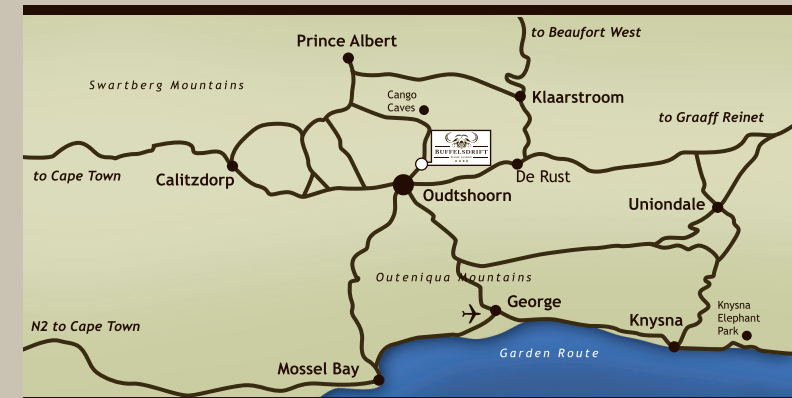 to Beaufort West
Prince Albert
Swartberg Mountains
Cango
Caves
Klaarstroom
to Graaff Reinet
BUFFELSDRIFT
to Cape Town
Calitzdorp
De Rust
Oudtshoorn
Uniondale
Outeniqua Mountains
George
Knysna
Knysna
Elephant
Park
N2 to Cape Town
Garden Route
Mossel Bay